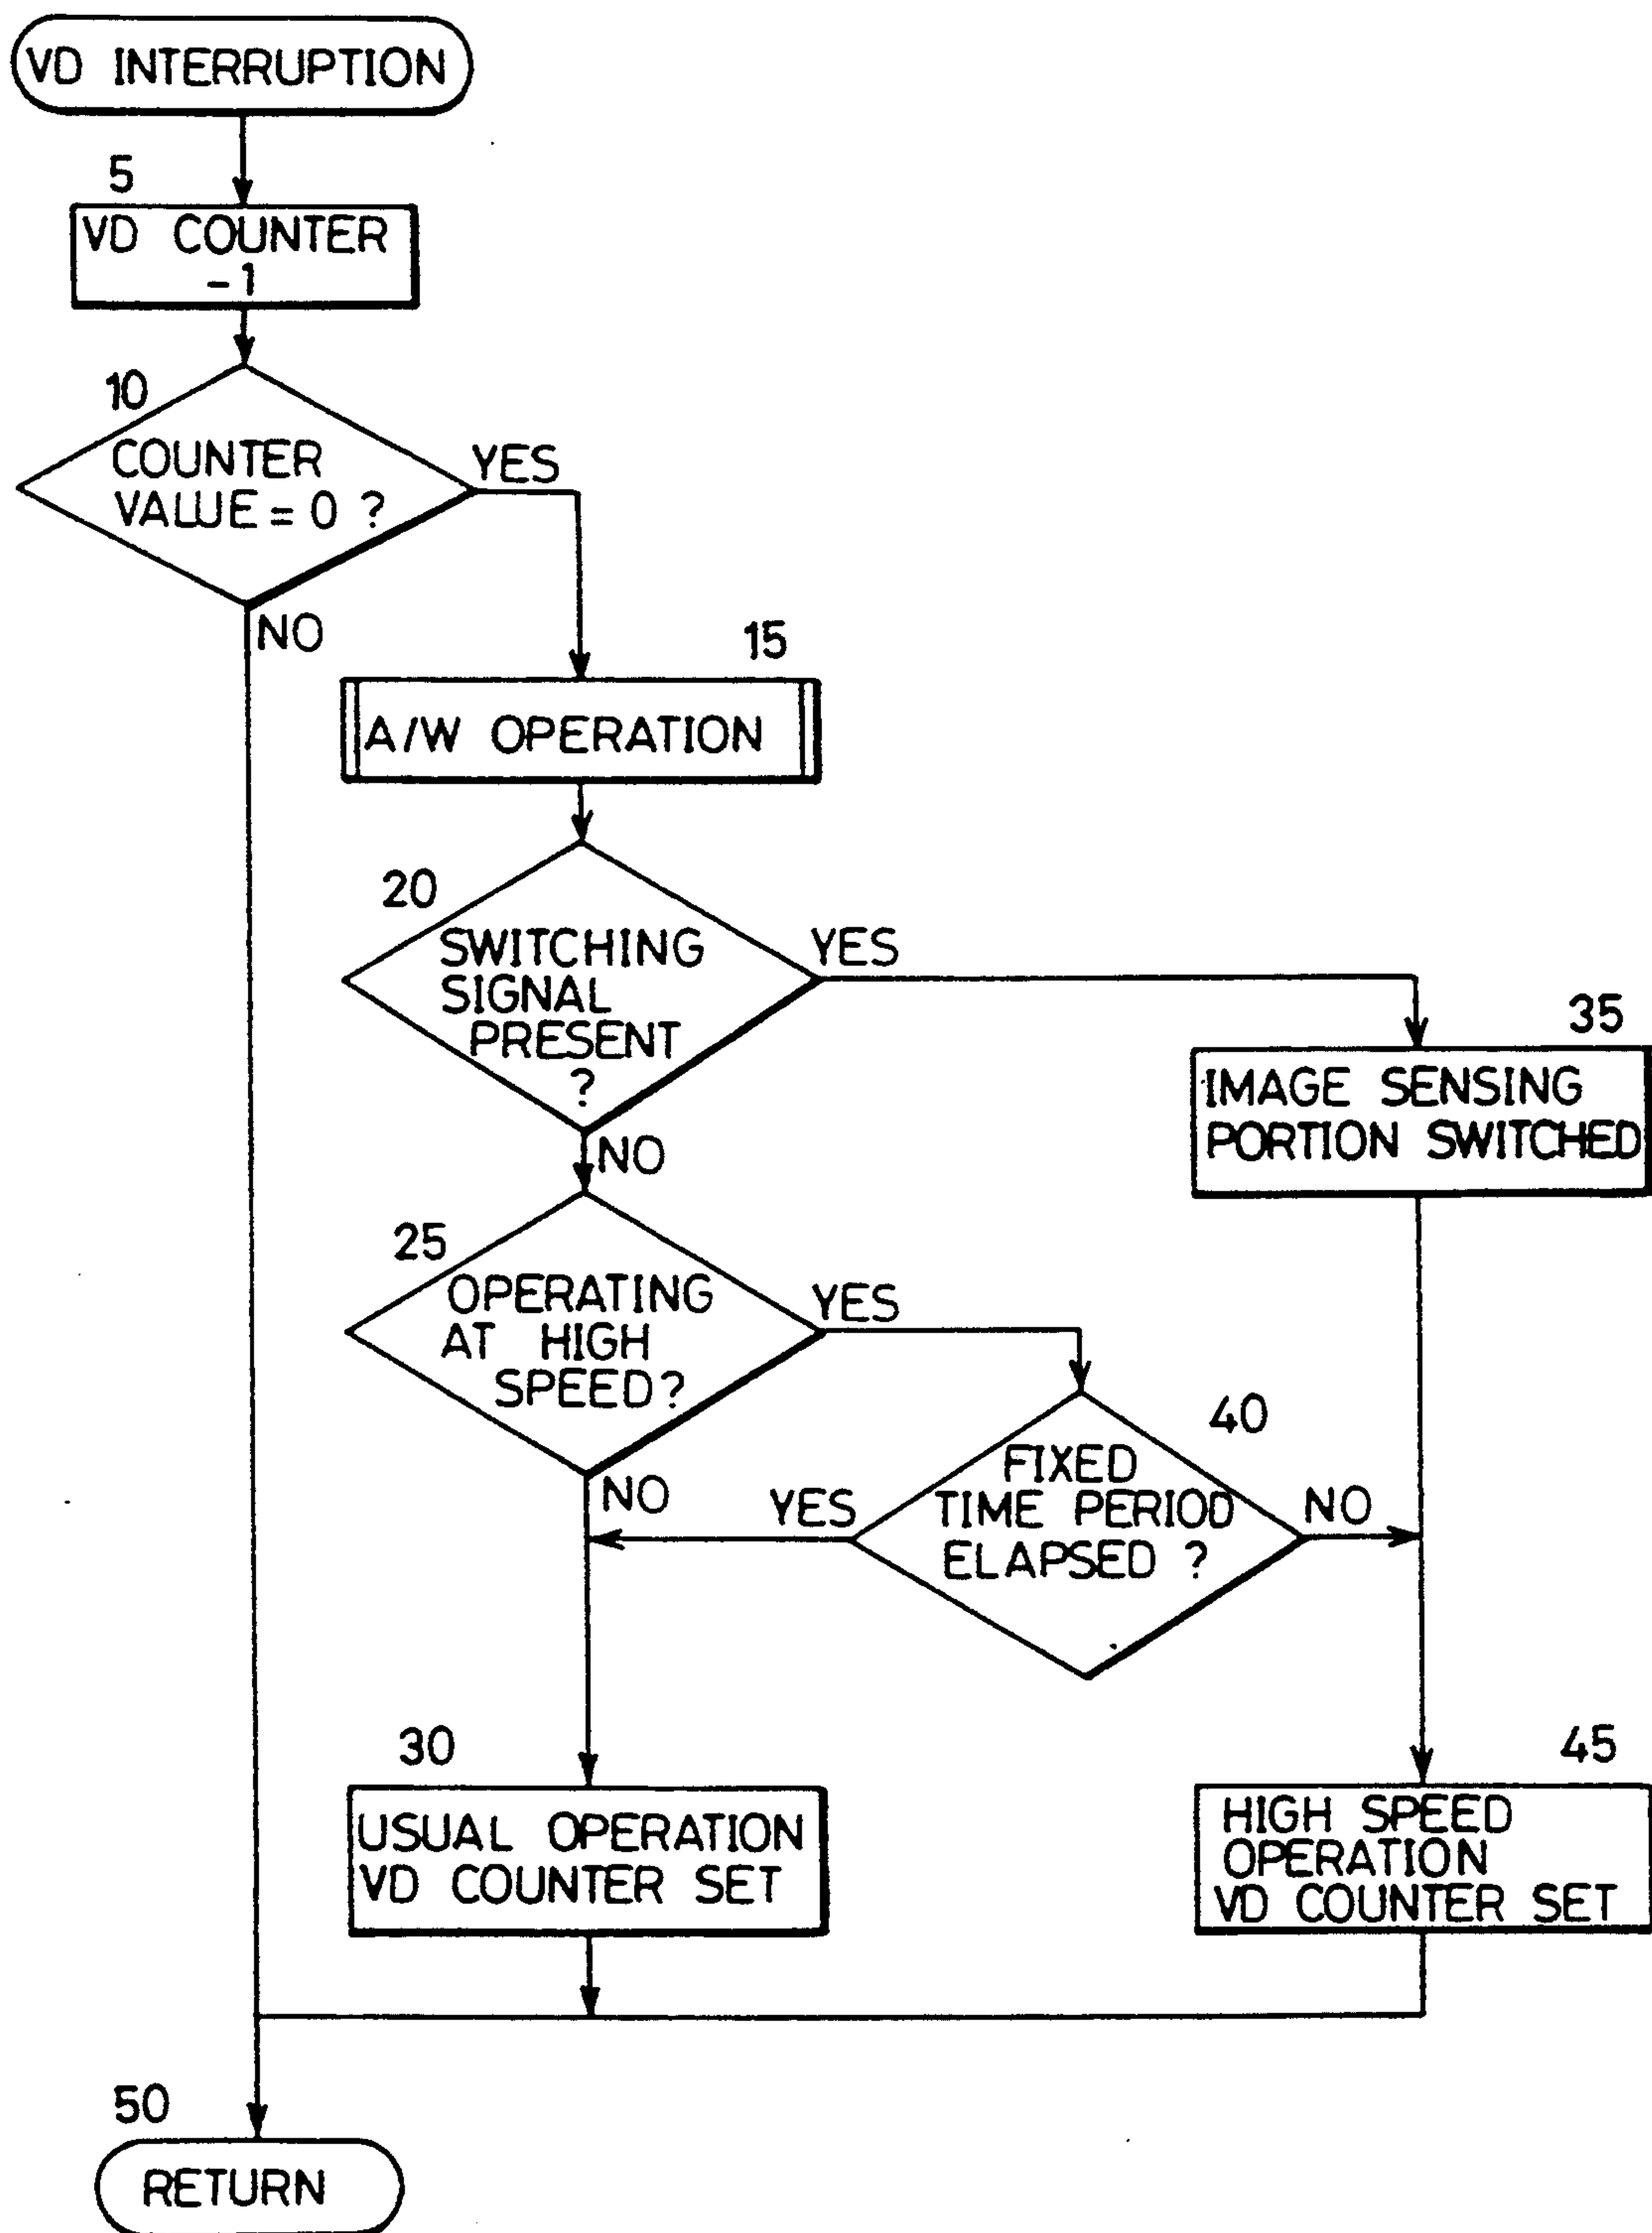 VD INTERRUPTION
5
VD COUNTER
-1
10
COUNTER
VALUE = 0 ?
YES
NO
15
A/W OPERATION
20
SWITCHING
SIGNAL
PRESENT
?
YES
NO
35
IMAGE SENSING
PORTION SWITCHED
25
OPERATING
AT HIGH
SPEED?
YES
NO
40
FIXED
TIME PERIOD
ELAPSED ?
YES
NO
30
USUAL OPERATION
VD COUNTER SET
45
HIGH SPEED
OPERATION
VD COUNTER SET
50
RETURN